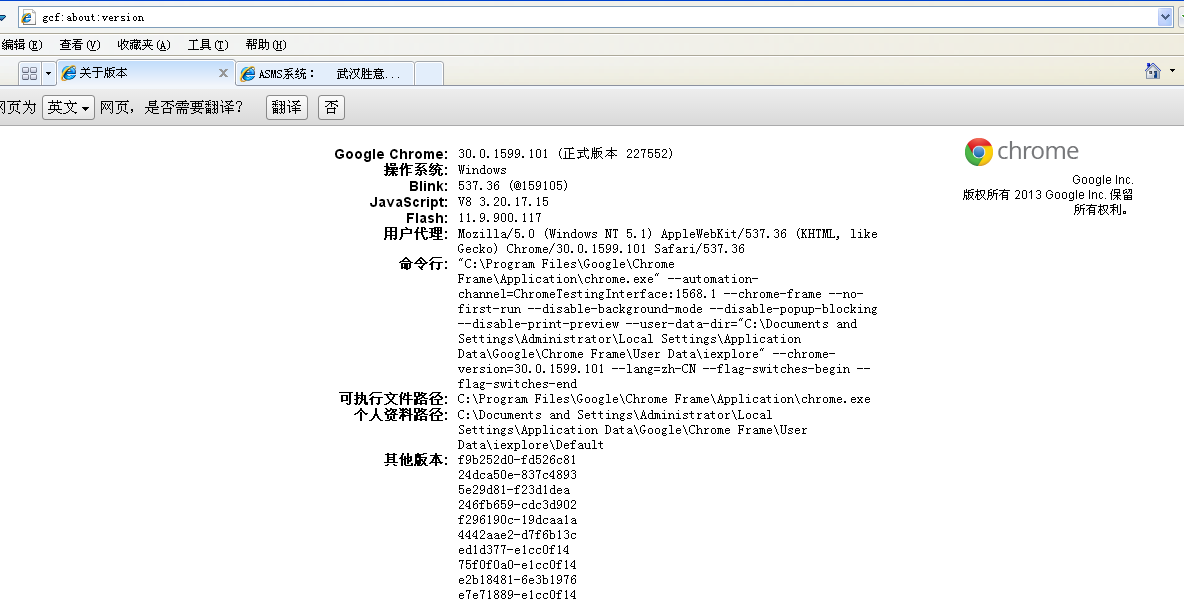 gcf:about:version
编辑(E) 查看(V) 收藏夹(A) 工具(T) 帮助(H)
关于版本 X ASMS系统： 武汉胜意...
网页为 英文 网页，是否需要翻译？ 翻译 否
chrome
Google Inc.
版权所有 2013 Google Inc. 保留
所有权利。
Google Chrome: 30.0.1599.101 (正式版本 227552)
操作系统: Windows
Blink: 537.36 (@159105)
JavaScript: V8 3.20.17.15
Flash: 11.9.900.117
用户代理: Mozilla/5.0 (Windows NT 5.1) AppleWebKit/537.36 (KHTML, like
Gecko) Chrome/30.0.1599.101 Safari/537.36
命令行: "C:\Program Files\Google\Chrome
Frame\Application\chrome.exe" --automation-
channel=ChromeTestingInterface:1568.1 --chrome-frame --no-
first-run --disable-background-mode --disable-popup-blocking
--disable-print-preview --user-data-dir="C:\Documents and
Settings\Administrator\Local Settings\Application
Data\Google\Chrome Frame\User Data\iexplore" --chrome-
version=30.0.1599.101 --lang=zh-CN --flag-switches-begin --
flag-switches-end
可执行文件路径: C:\Program Files\Google\Chrome Frame\Application\chrome.exe
个人资料路径: C:\Documents and Settings\Administrator\Local
Settings\Application Data\Google\Chrome Frame\User
Data\iexplore\Default
其他版本: f9b252d0-fd526c81
24dca50e-837c4893
5e29d81-f23d1dea
246fb659-cdc3d902
f296190c-19dcaa1a
4442aae2-d7f6b13c
ed1d377-e1cc0f14
75f0f0a0-e1cc0f14
e2b18481-6e3b1976
e7e71889-e1cc0f14